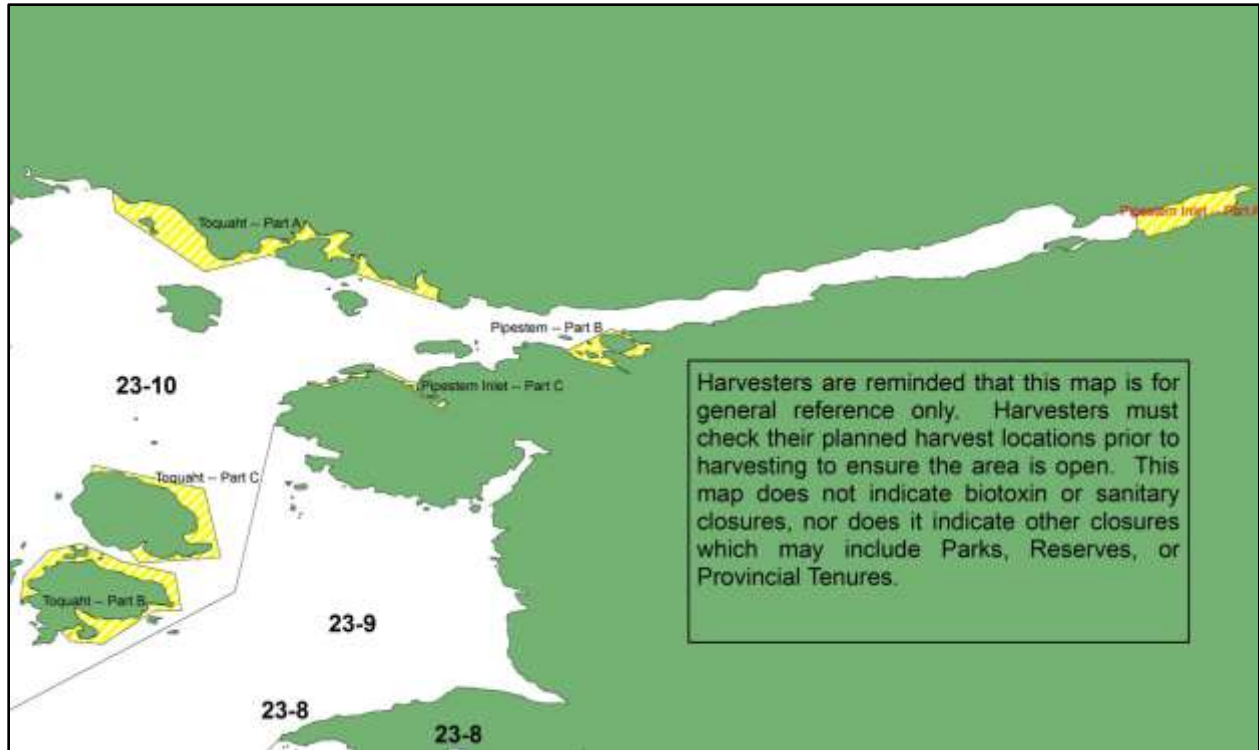 Toquaht -- Part A
Pipestem Inlet -- Part
Pipestem -- Part B
23-10
Pipestem Inlet -- Part C
Harvesters are reminded that this map is for
general reference only. Harvesters must
check their planned harvest locations prior to
harvesting to ensure the area is open. This
map does not indicate biotoxin or sanitary
closures, nor does it indicate other closures
which may include Parks, Reserves, or
Provincial Tenures.
Toquaht -- Part C
Toquaht -- Part B
23-9
23-8
23-8